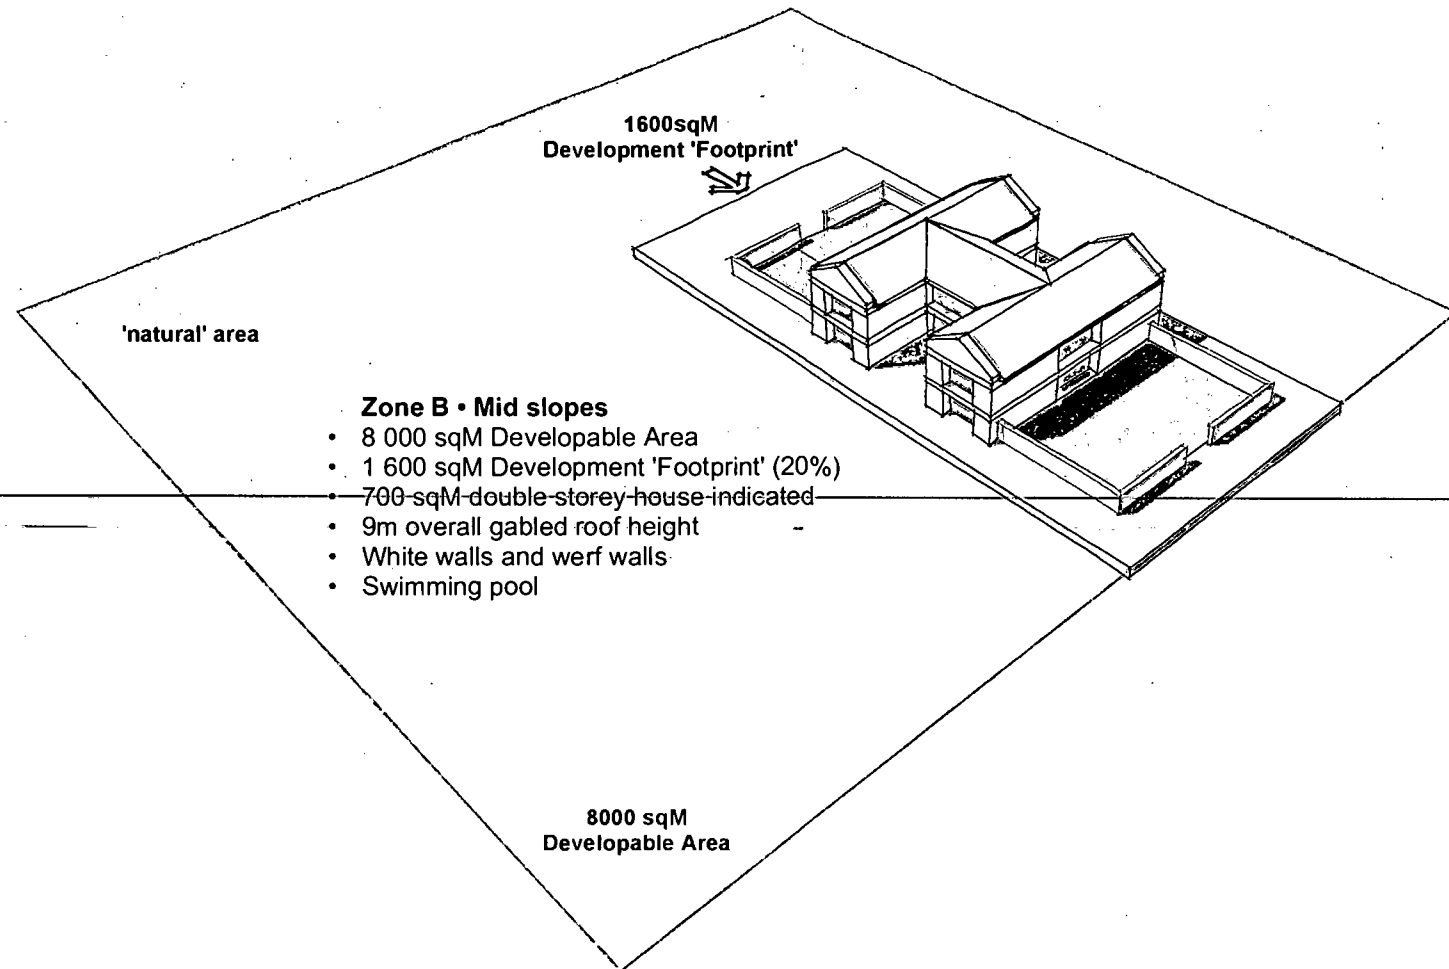 1600sqM
Development 'Footprint'
'natural' area
Zone B • Mid slopes
• 8 000 sqM Developable Area
• 1 600 sqM Development 'Footprint' (20%)
• 700 sqM double storey house indicated
• 9m overall gabled roof height
• White walls and werf walls
• Swimming pool
8000 sqM
Developable Area